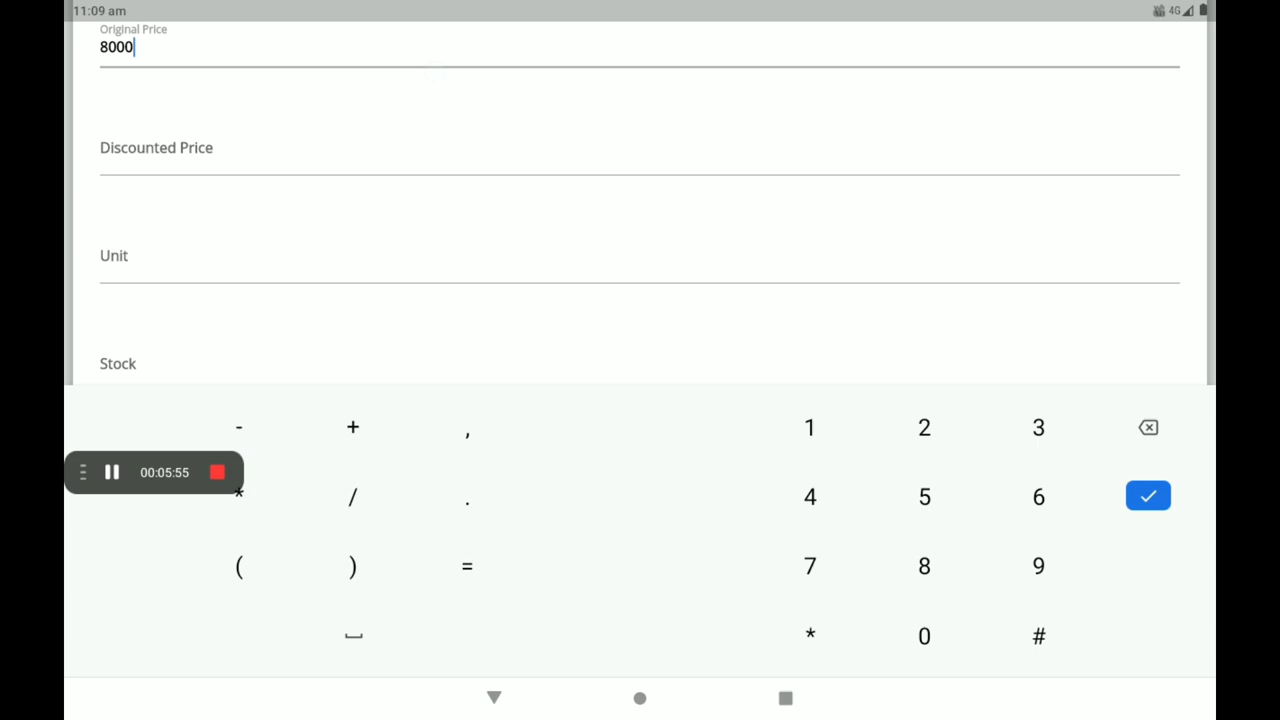 11:09 am 4G
Original Price
8000
Discounted Price
Unit
Stock
- + , 1 2 3
00:05:55
* / . 4 5 6
( ) = 7 8 9
* 0 #